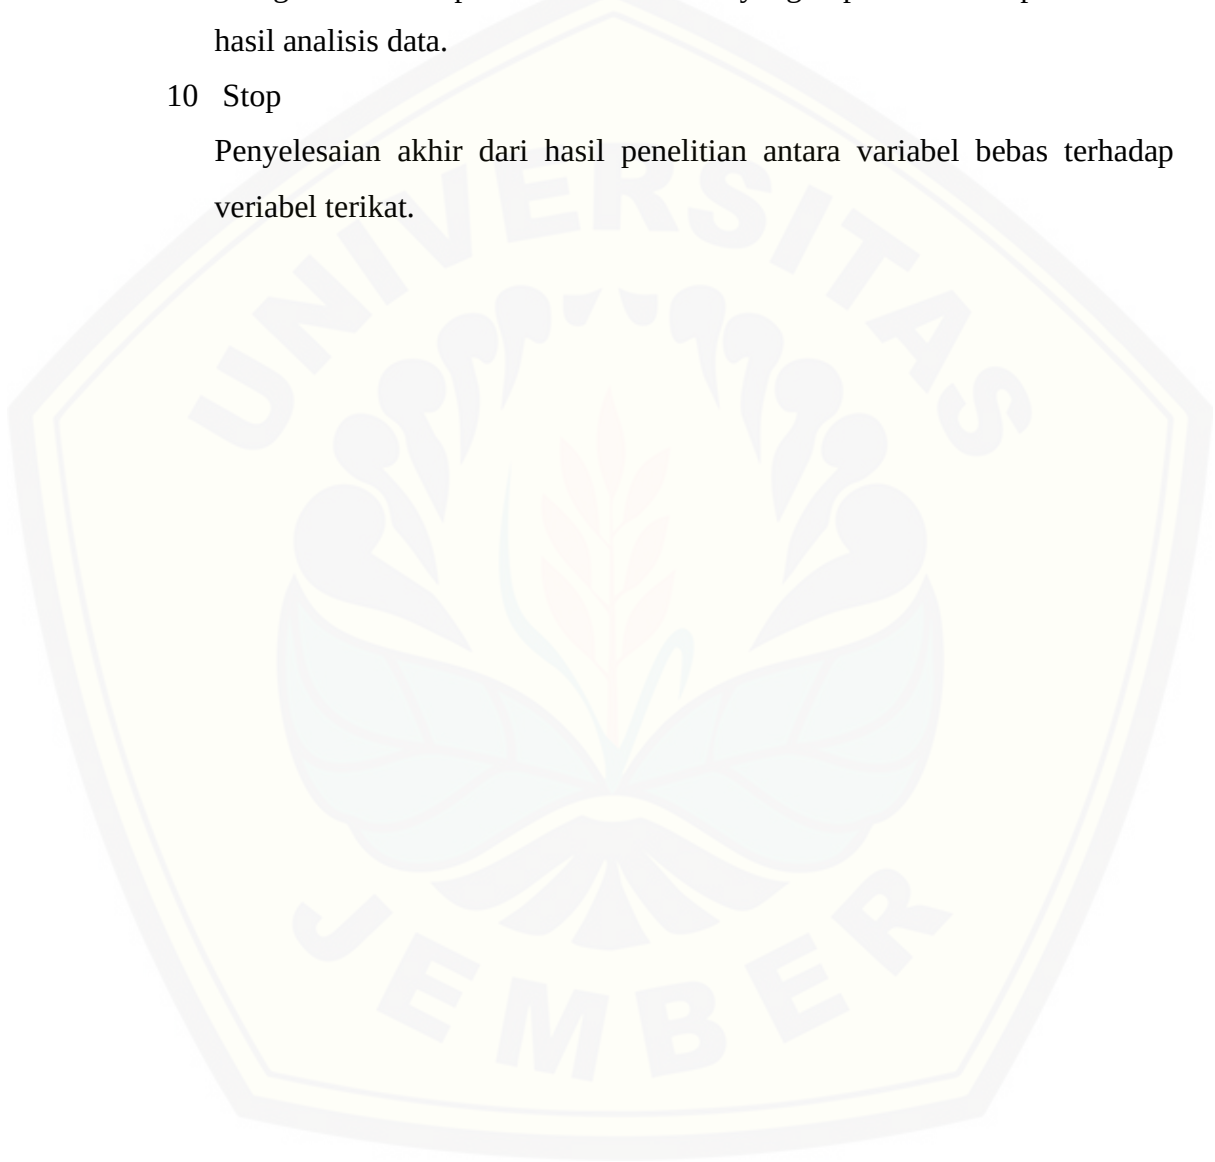 hasil analisis data.
10 Stop
Penyelesaian akhir dari hasil penelitian antara variabel bebas terhadap
veriabel terikat.
UNIVERSITAS
JEMBER